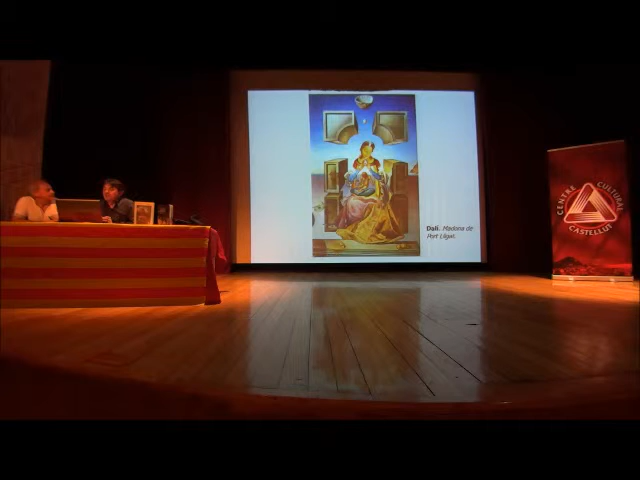 Dalí. Madona de
Port Lligat.
CENTRE CULTURAL
CASTELLUT